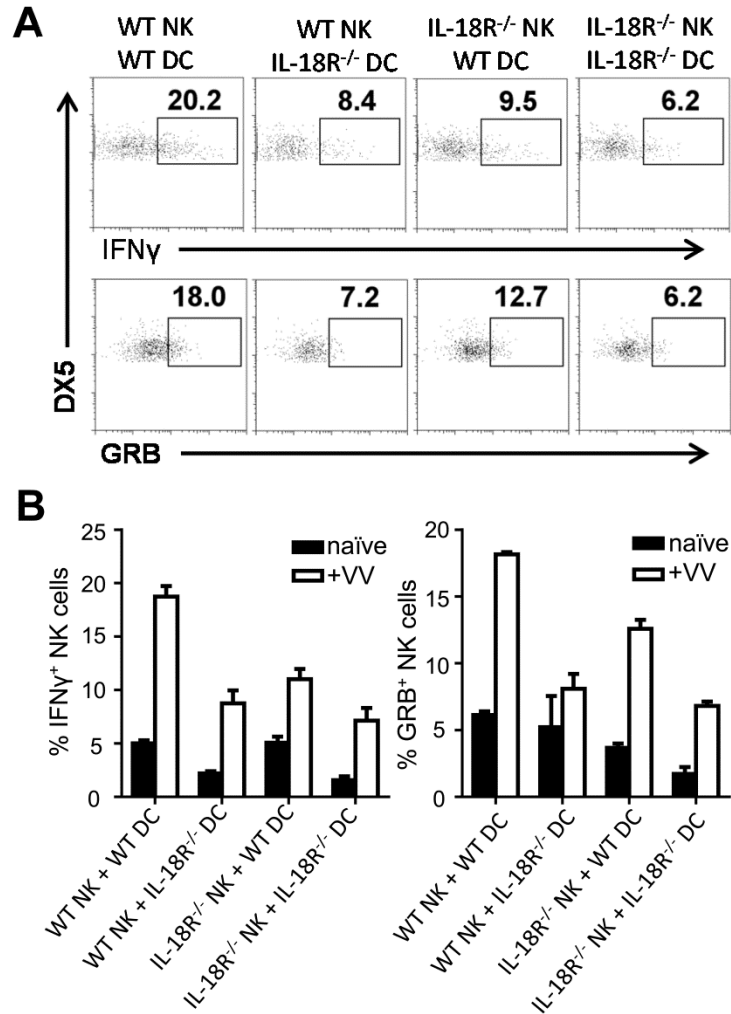 A
WT NK
WT DC
WT NK
IL-18R-/- DC
IL-18R-/- NK
WT DC
IL-18R-/- NK
IL-18R-/- DC
20.2
8.4
9.5
6.2
IFNγ
18.0
7.2
12.7
6.2
DX5
GRB
B
% IFNγ+ NK cells
25
20
15
10
5
0
naïve
+VV
WT NK + WT DC
WT NK + IL-18R-/- DC
IL-18R-/- NK + WT DC
IL-18R-/- NK + IL-18R-/- DC
% GRB+ NK cells
20
15
10
5
0
naïve
+VV
WT NK + WT DC
WT NK + IL-18R-/- DC
IL-18R-/- NK + WT DC
IL-18R-/- NK + IL-18R-/- DC